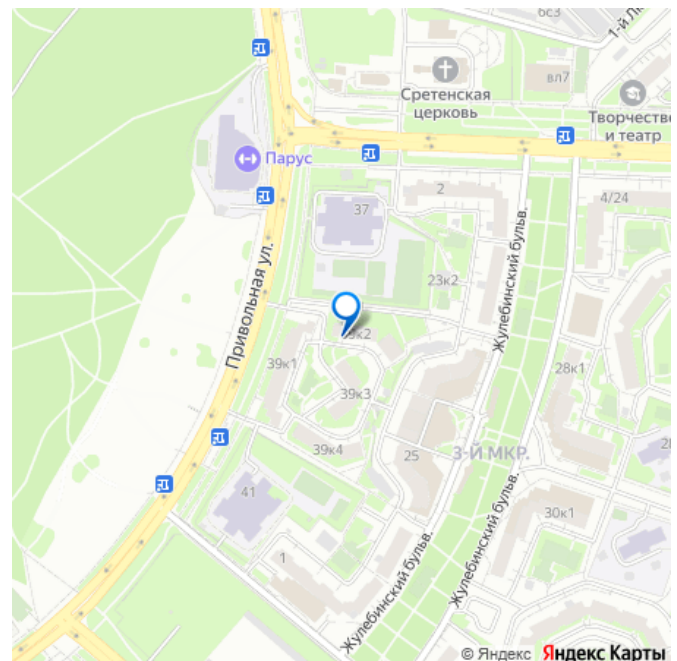 6с3
1-й
Сретенская
церковь
вл7
Творчество
и театр
Парус
2
4/24
37
23к2
Привольная ул.
Жулебинский бульв.
39к1
28к1
39к3
39к4
25
3-Й МКР.
41
30к1
1
Жулебинский бульв.
Жулебинский бульв.
© Яндекс Яндекс Карты